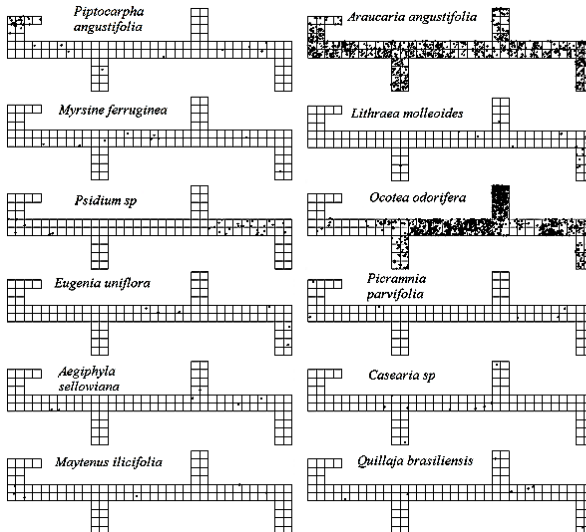 Piptocarpha
angustifolia
Araucaria angustifolia
Myrsine ferruginea
Lithraea molleoides
Psidium sp
Ocotea odorifera
Eugenia uniflora
Picramnia
parvifolia
Aegiphyla
sellowiana
Casearia sp
Maytenus ilicifolia
Quillaja brasiliensis